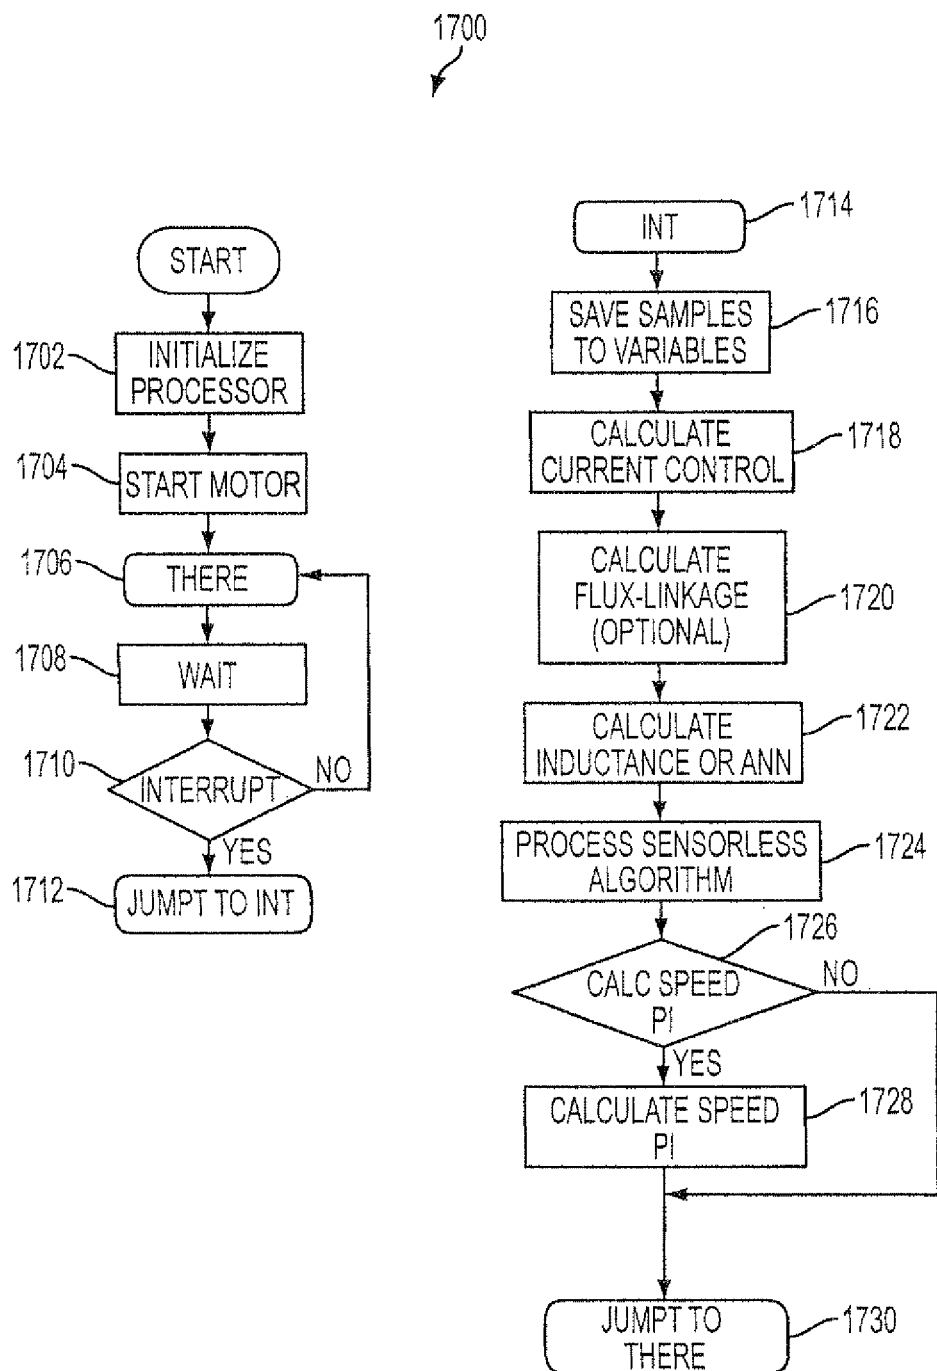 1700
START
1702
INITIALIZE
PROCESSOR
1704
START MOTOR
1706
THERE
1708
WAIT
1710
INTERRUPT
NO
YES
1712
JUMPT TO INT
INT
1714
SAVE SAMPLES
TO VARIABLES
1716
CALCULATE
CURRENT CONTROL
1718
CALCULATE
FLUX-LINKAGE
(OPTIONAL)
1720
CALCULATE
INDUCTANCE OR ANN
1722
PROCESS SENSORLESS
ALGORITHM
1724
1726
CALC SPEED
PI
NO
YES
CALCULATE SPEED
PI
1728
JUMPT TO
THERE
1730